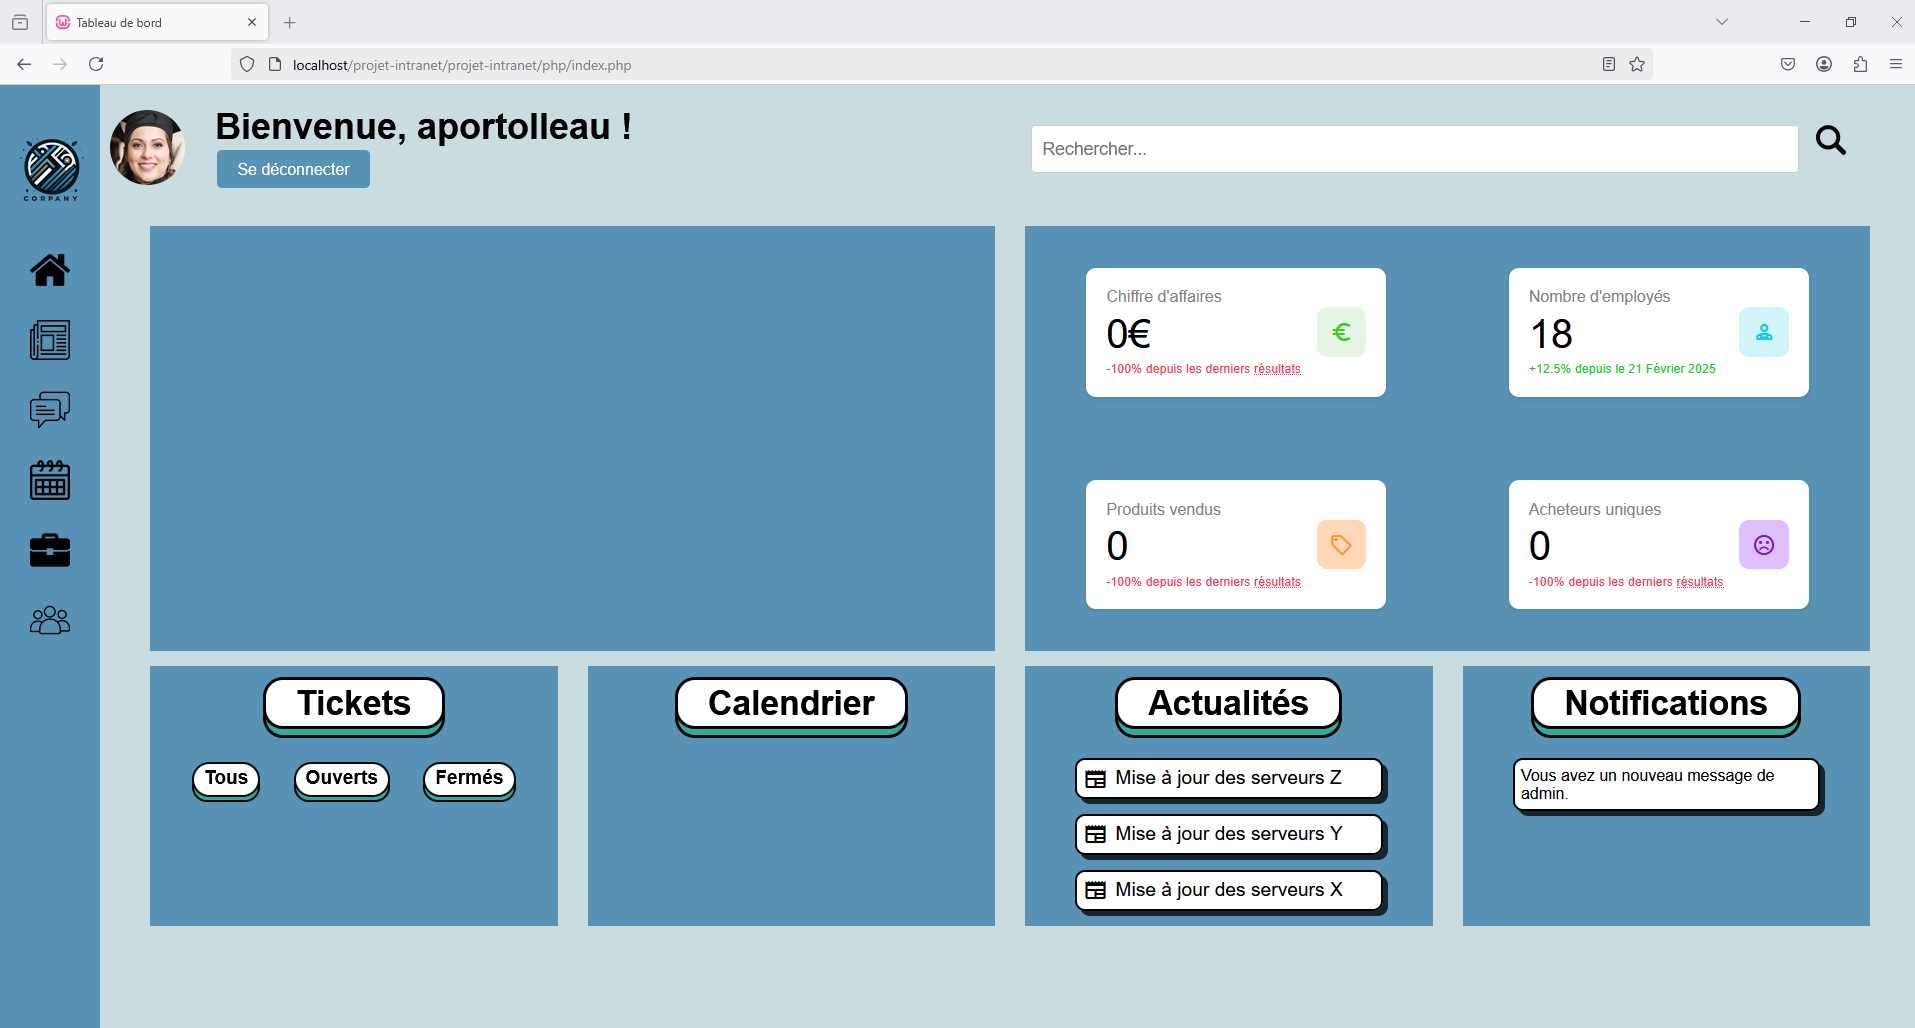 Tableau de bord
localhost/projet-intranet/projet-intranet/php/index.php
CORPANY
Bienvenue, aportolleau !
Se déconnecter
Rechercher...
Chiffre d'affaires
0€
-100% depuis les derniers résultats
Nombre d'employés
18
+12.5% depuis le 21 Février 2025
Produits vendus
0
-100% depuis les derniers résultats
Acheteurs uniques
0
-100% depuis les derniers résultats
Tickets
Tous
Ouverts
Fermés
Calendrier
Actualités
Mise à jour des serveurs Z
Mise à jour des serveurs Y
Mise à jour des serveurs X
Notifications
Vous avez un nouveau message de
admin.